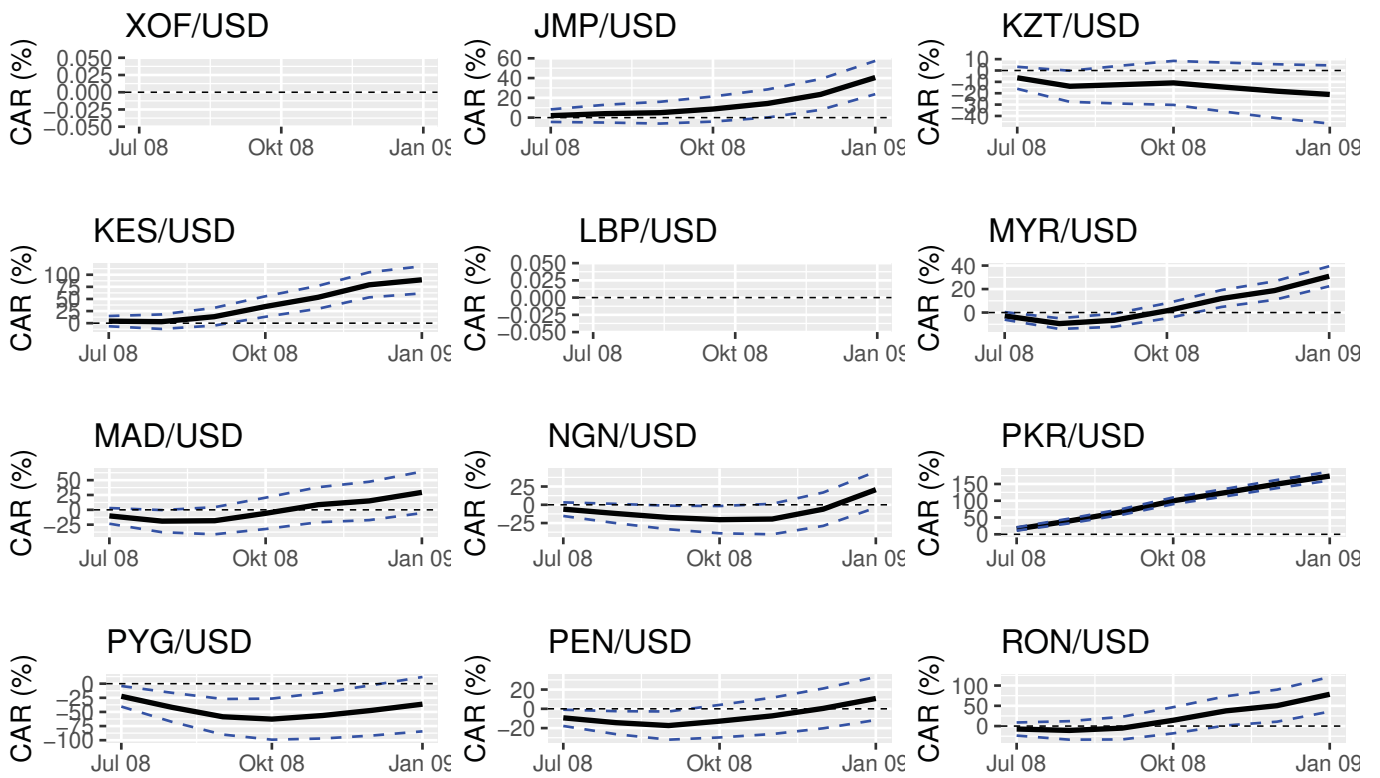 XOF/USD
CAR (%)
0.050
0.025
0.000
−0.025
−0.050
Jul 08 Okt 08 Jan 09
JMP/USD
CAR (%)
60
40
20
0
Jul 08 Okt 08 Jan 09
KZT/USD
CAR (%)
10
0
−10
−20
−30
−40
Jul 08 Okt 08 Jan 09
KES/USD
CAR (%)
100
75
50
25
0
Jul 08 Okt 08 Jan 09
LBP/USD
CAR (%)
0.050
0.025
0.000
−0.025
−0.050
Jul 08 Okt 08 Jan 09
MYR/USD
CAR (%)
40
20
0
Jul 08 Okt 08 Jan 09
MAD/USD
CAR (%)
50
25
0
−25
Jul 08 Okt 08 Jan 09
NGN/USD
CAR (%)
25
0
−25
Jul 08 Okt 08 Jan 09
PKR/USD
CAR (%)
150
100
50
0
Jul 08 Okt 08 Jan 09
PYG/USD
CAR (%)
0
−25
−50
−75
−100
Jul 08 Okt 08 Jan 09
PEN/USD
CAR (%)
20
0
−20
Jul 08 Okt 08 Jan 09
RON/USD
CAR (%)
100
50
0
Jul 08 Okt 08 Jan 09